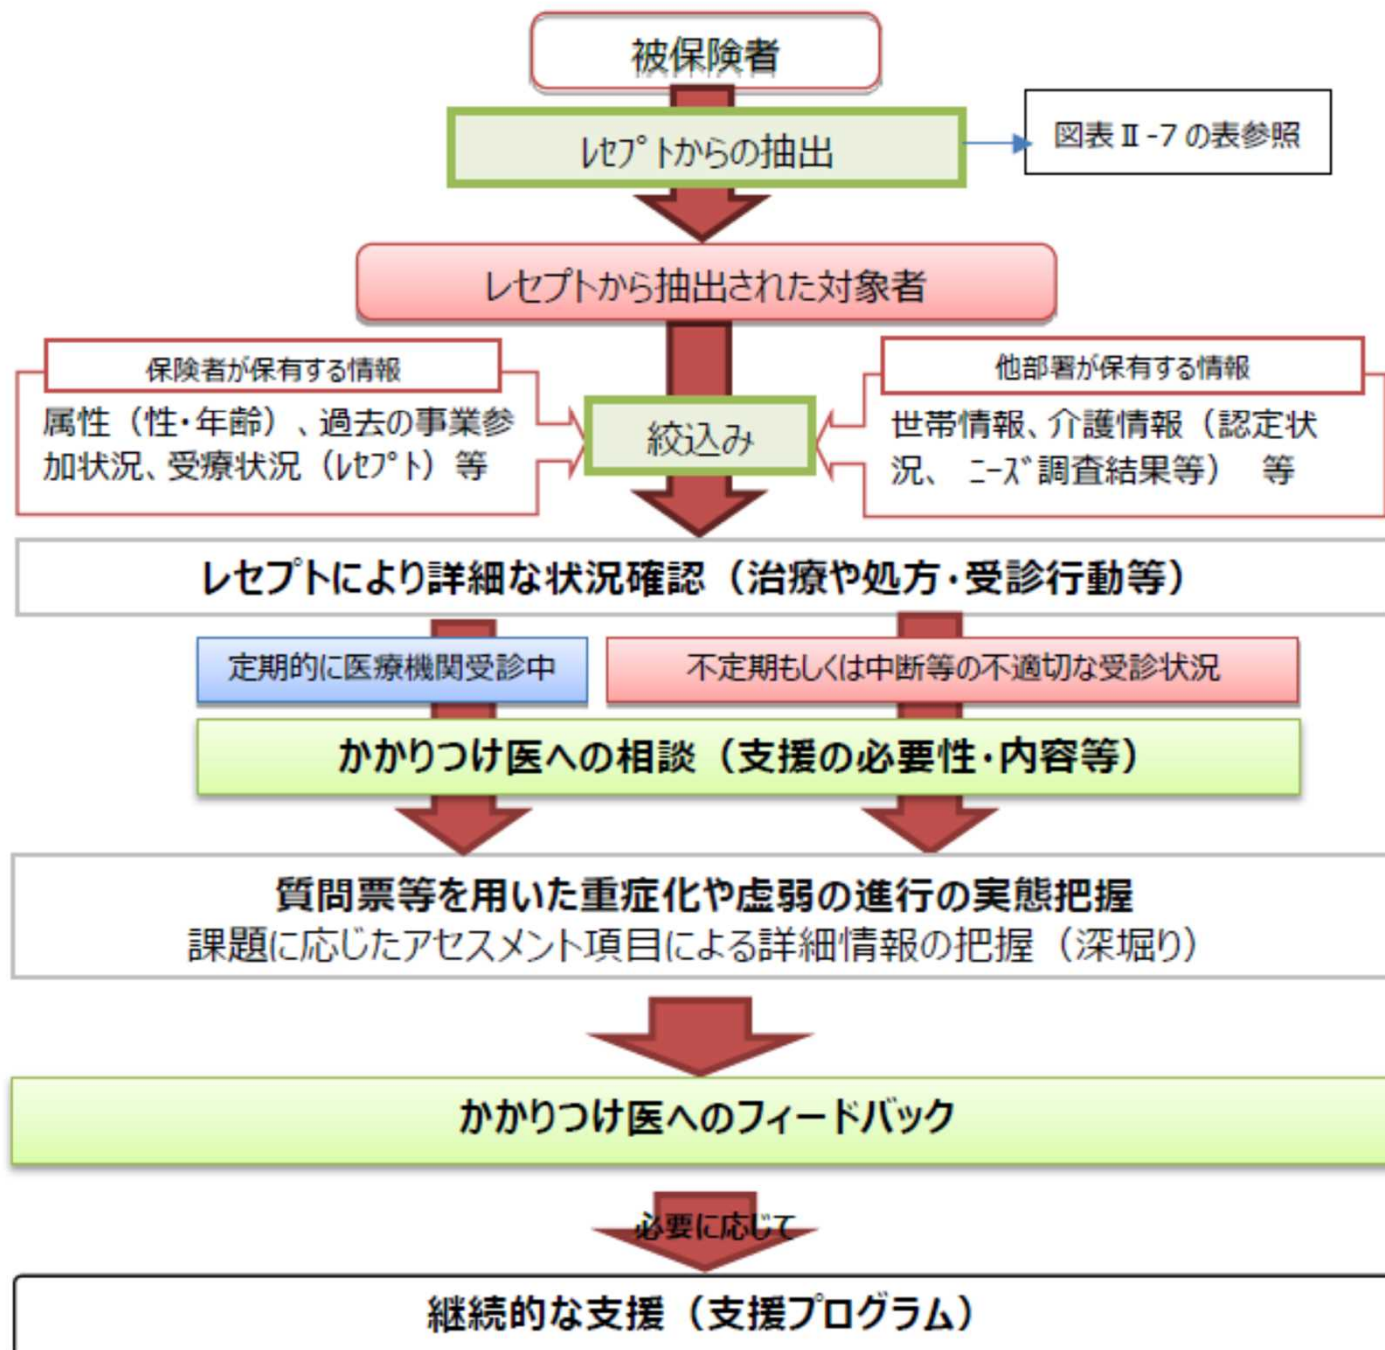 被保険者
ﾚｾﾌﾟﾄからの抽出
図表Ⅱ-7の表参照
レセプトから抽出された対象者
保険者が保有する情報
属性（性・年齢）、過去の事業参
加状況、受療状況（ﾚｾﾌﾟﾄ）等
絞込み
他部署が保有する情報
世帯情報、介護情報（認定状
況、 ﾆｰｽﾞ調査結果等） 等
レセプトにより詳細な状況確認（治療や処方・受診行動等）
定期的に医療機関受診中
不定期もしくは中断等の不適切な受診状況
かかりつけ医への相談（支援の必要性・内容等）
質問票等を用いた重症化や虚弱の進行の実態把握
課題に応じたアセスメント項目による詳細情報の把握（深堀り）
かかりつけ医へのフィードバック
必要に応じて
継続的な支援（支援プログラム）